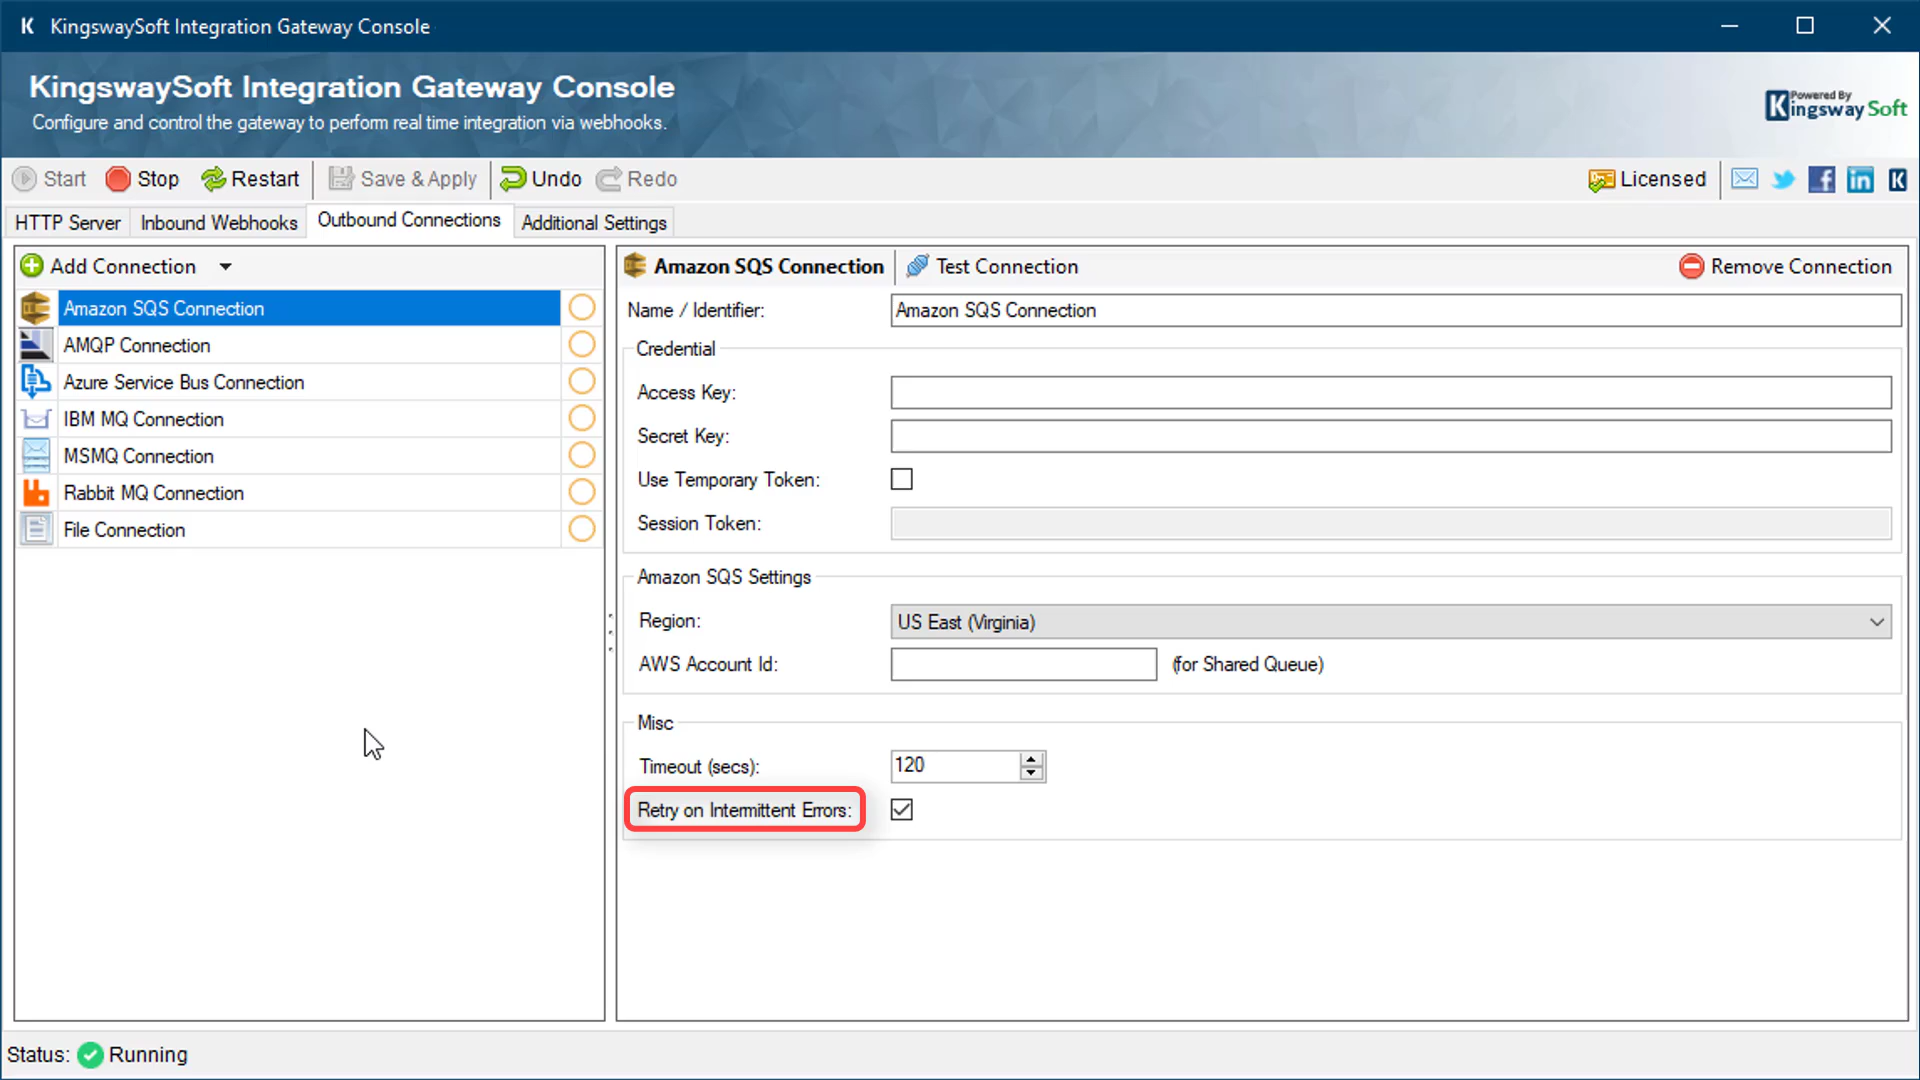 K KingswaySoft Integration Gateway Console
KingswaySoft Integration Gateway Console
Configure and control the gateway to perform real time integration via webhooks.
Powered By
KingswaySoft
Start Stop Restart Save & Apply Undo Redo Licensed f in K
HTTP Server Inbound Webhooks Outbound Connections Additional Settings
Add Connection
Amazon SQS Connection
AMQP Connection
Azure Service Bus Connection
IBM MQ Connection
MSMQ Connection
Rabbit MQ Connection
File Connection
Amazon SQS Connection Test Connection Remove Connection
Name / Identifier: Amazon SQS Connection
Credential
Access Key:
Secret Key:
Use Temporary Token:
Session Token:
Amazon SQS Settings
Region: US East (Virginia)
AWS Account Id: (for Shared Queue)
Misc
Timeout (secs): 120
Retry on Intermittent Errors:
Status: Running